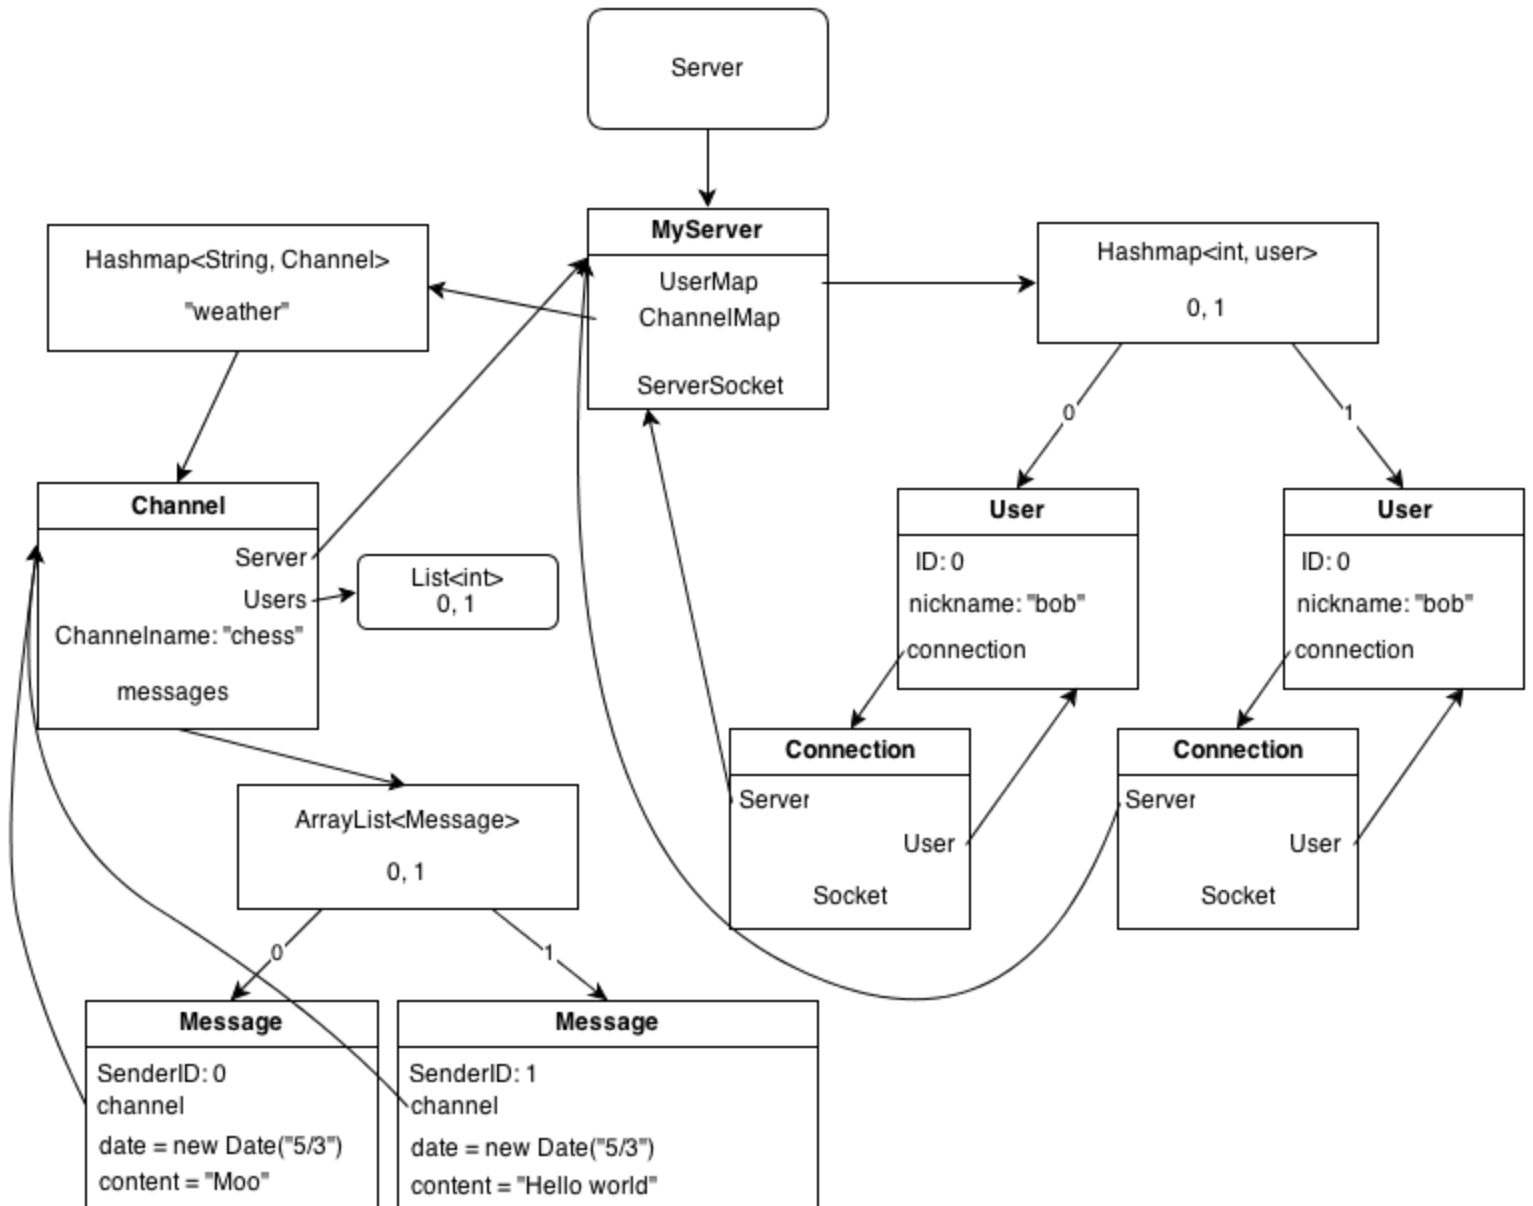 Server
MyServer
UserMap
ChannelMap
ServerSocket
Hashmap<String, Channel>
"weather"
Hashmap<int, user>
0, 1
0
1
Channel
Server
Users
Channelname: "chess"
messages
List<int>
0, 1
User
ID: 0
nickname: "bob"
connection
User
ID: 0
nickname: "bob"
connection
Connection
Server
User
Socket
Connection
Server
User
Socket
ArrayList<Message>
0, 1
0
1
Message
SenderID: 0
channel
date = new Date("5/3")
content = "Moo"
Message
SenderID: 1
channel
date = new Date("5/3")
content = "Hello world"